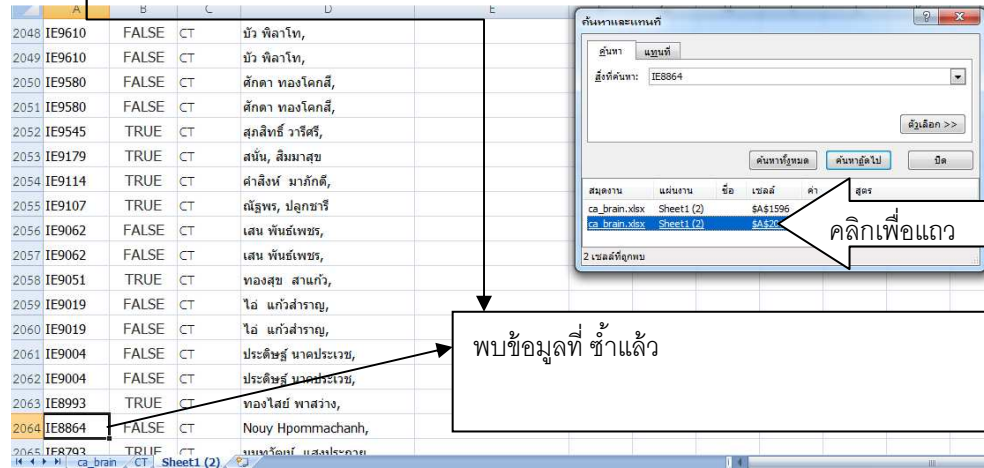 A B C D E
2048 IE9610 FALSE CT บัว พิลาโท,
2049 IE9610 FALSE CT บัว พิลาโท,
2050 IE9580 FALSE CT ศักดา ทองโคกสี,
2051 IE9580 FALSE CT ศักดา ทองโคกสี,
2052 IE9545 TRUE CT สุภสิทธิ์ วารีศรี,
2053 IE9179 TRUE CT สนั่น, สิมมาสุข
2054 IE9114 TRUE CT คำสิงห์ มาภักดี,
2055 IE9107 TRUE CT ณัฐพร, ปลูกชารี
2056 IE9062 FALSE CT เสน พันธ์เพชร,
2057 IE9062 FALSE CT เสน พันธ์เพชร,
2058 IE9051 TRUE CT ทองสุข สาแก้ว,
2059 IE9019 FALSE CT ไอ่ แก้วสำราญ,
2060 IE9019 FALSE CT ไอ่ แก้วสำราญ,
2061 IE9004 FALSE CT ประดิษฐ์ นาคประเวช,
2062 IE9004 FALSE CT ประดิษฐ์ นาคประเวช,
2063 IE8993 TRUE CT ทองไสย์ พาสว่าง,
2064 IE8864 FALSE CT Nouy Hpommachanh,
2065 IE8793 TRUE CT
ca_brain CT Sheet1 (2)
ค้นหาและแทนที่
ค้นหา แทนที่
สิ่งที่ค้นหา: IE8864
ตัวเลือก >>
ค้นหาทั้งหมด ค้นหาถัดไป ปิด
สมุดงาน แผ่นงาน ชื่อ เซลล์ ค่า สูตร
ca_brain.xlsx Sheet1 (2) $A$1596
ca_brain.xlsx Sheet1 (2)
2 เซลล์ที่ถูกพบ
คลิกเพื่อแถว
พบข้อมูลที่ ซ้ำแล้ว